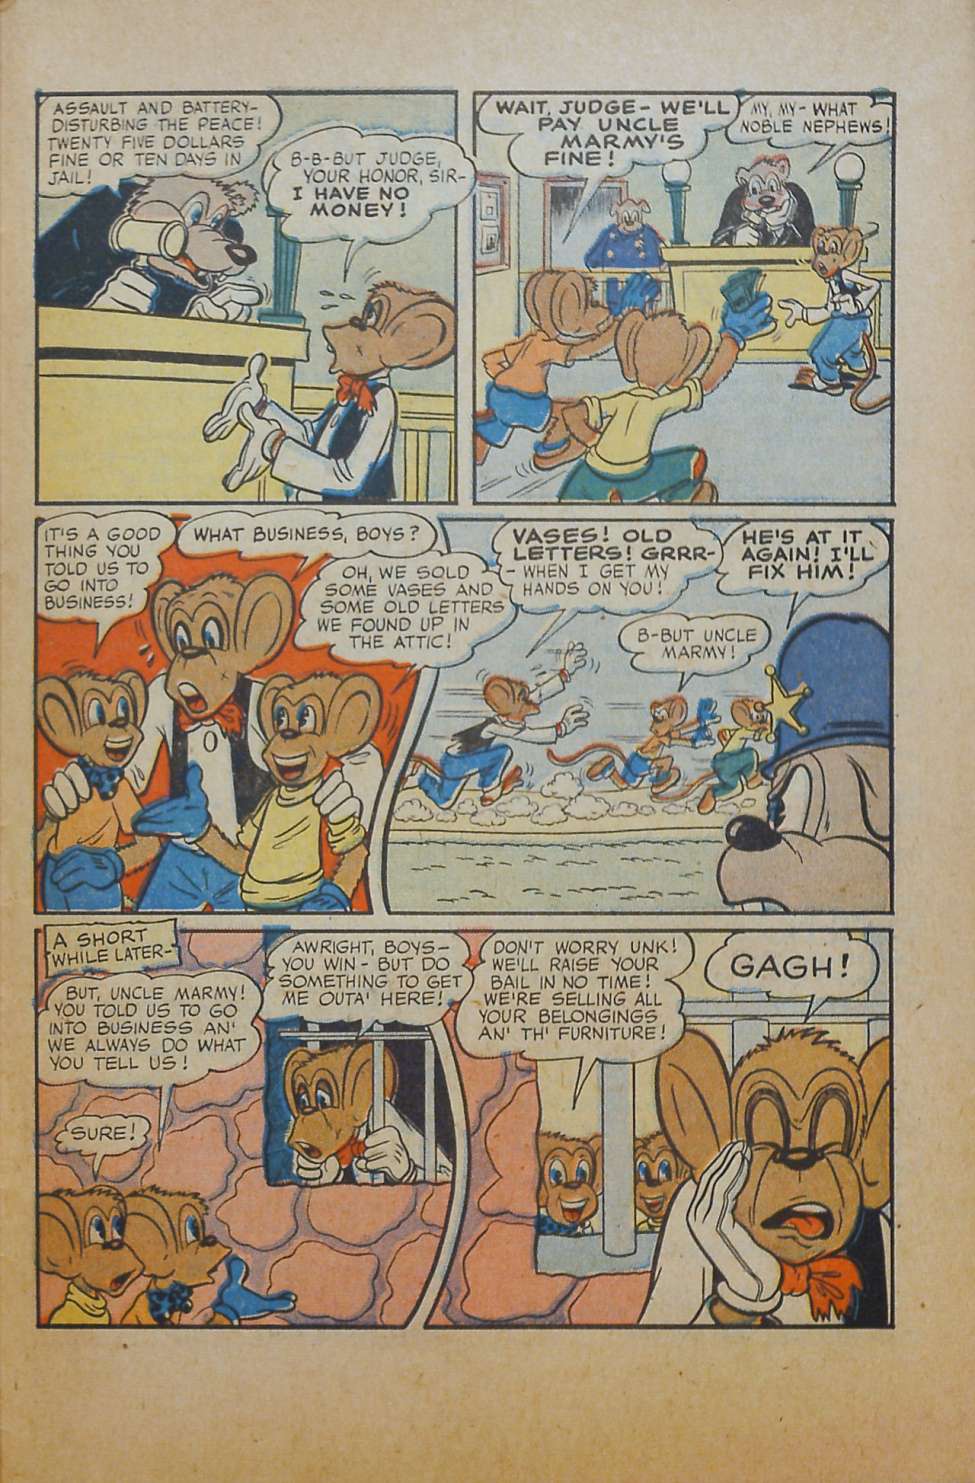 ASSAULT AND BATTERY-
DISTURBING THE PEACE!
TWENTY FIVE DOLLARS
FINE OR TEN DAYS IN
JAIL!
B-B-BUT JUDGE,
YOUR HONOR, SIR-
I HAVE NO
MONEY!
WAIT, JUDGE- WE'LL
PAY UNCLE
MARMY'S
FINE!
MY, MY- WHAT
NOBLE NEPHEWS!
IT'S A GOOD
THING YOU
TOLD US TO
GO INTO
BUSINESS!
WHAT BUSINESS, BOYS?
OH, WE SOLD
SOME VASES AND
SOME OLD LETTERS
WE FOUND UP IN
THE ATTIC!
VASES! OLD
LETTERS! GRRR-
-WHEN I GET MY
HANDS ON YOU!
B-BUT UNCLE
MARMY!
HE'S AT IT
AGAIN! I'LL
FIX HIM!
A SHORT
WHILE LATER-
BUT, UNCLE MARMY!
YOU TOLD US TO GO
INTO BUSINESS AN'
WE ALWAYS DO WHAT
YOU TELL US!
SURE!
AWRIGHT, BOYS-
YOU WIN- BUT DO
SOMETHING TO GET
ME OUTA' HERE!
DON'T WORRY UNK!
WE'LL RAISE YOUR
BAIL IN NO TIME!
WE'RE SELLING ALL
YOUR BELONGINGS
AN' TH' FURNITURE!
GAGH!